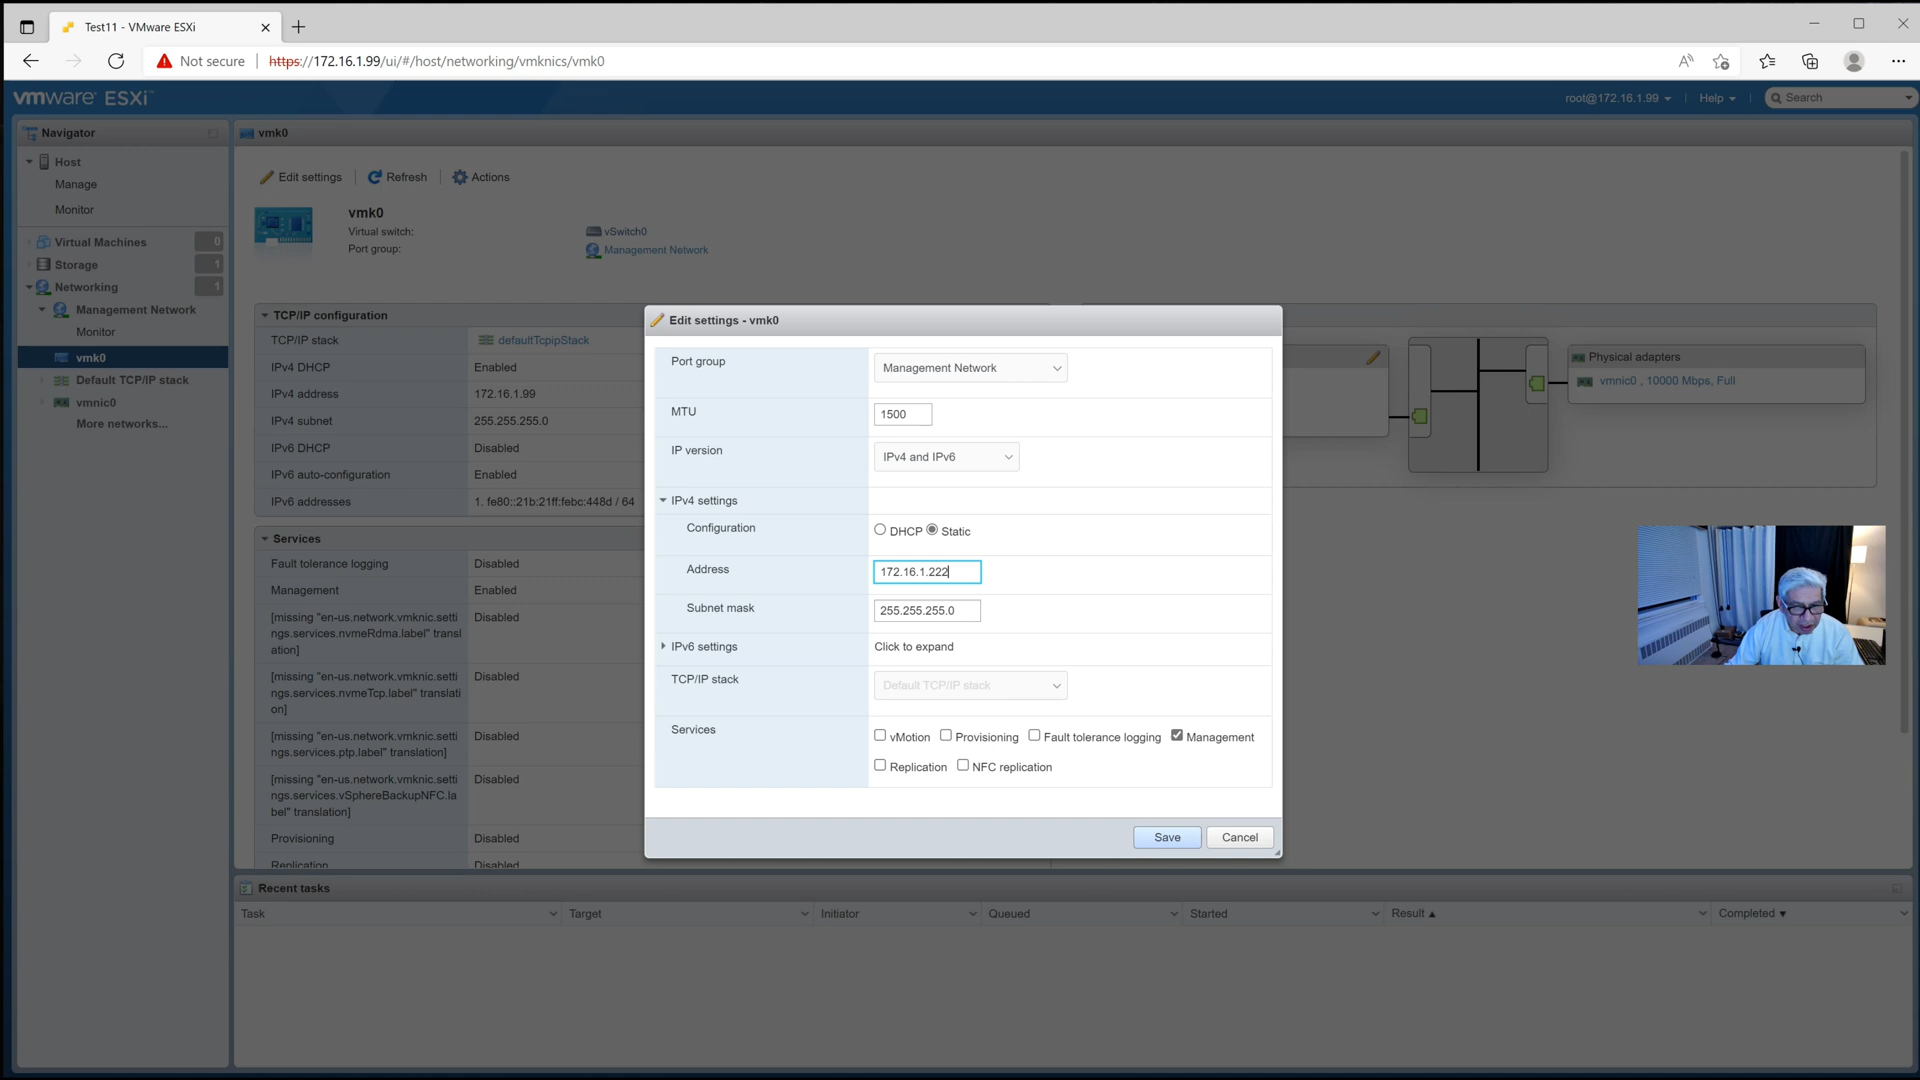 Test11 - VMware ESXi
Not secure
https://172.16.1.99/ui/#/host/networking/vmknics/vmk0
vmware ESXi
root@172.16.1.99
Help
Search
Navigator
Host
Manage
Monitor
Virtual Machines 0
Storage 1
Networking 1
Management Network
Monitor
vmk0
Default TCP/IP stack
vmnic0
More networks...
vmk0
Edit settings
Refresh
Actions
vmk0
Virtual switch: vSwitch0
Port group: Management Network
TCP/IP configuration
TCP/IP stack defaultTcpipStack
IPv4 DHCP Enabled
IPv4 address 172.16.1.99
IPv4 subnet 255.255.255.0
IPv6 DHCP Disabled
IPv6 auto-configuration Enabled
IPv6 addresses 1. fe80::21b:21ff:febc:448d / 64
Services
Fault tolerance logging Disabled
Management Enabled
[missing "en-us.network.vmknic.setti Disabled
ngs.services.nvmeRdma.label" transl
ation]
[missing "en-us.network.vmknic.setti Disabled
ngs.services.nvmeTcp.label" translati
on]
[missing "en-us.network.vmknic.setti Disabled
ngs.services.ptp.label" translation]
[missing "en-us.network.vmknic.setti Disabled
ngs.services.vSphereBackupNFC.la
bel" translation]
Provisioning Disabled
Replication Disabled
Physical adapters
vmnic0 , 10000 Mbps, Full
Edit settings - vmk0
Port group Management Network
MTU 1500
IP version IPv4 and IPv6
IPv4 settings
Configuration DHCP Static
Address 172.16.1.222
Subnet mask 255.255.255.0
IPv6 settings Click to expand
TCP/IP stack Default TCP/IP stack
Services vMotion Provisioning Fault tolerance logging Management
Replication NFC replication
Save Cancel
Recent tasks
Task Target Initiator Queued Started Result Completed